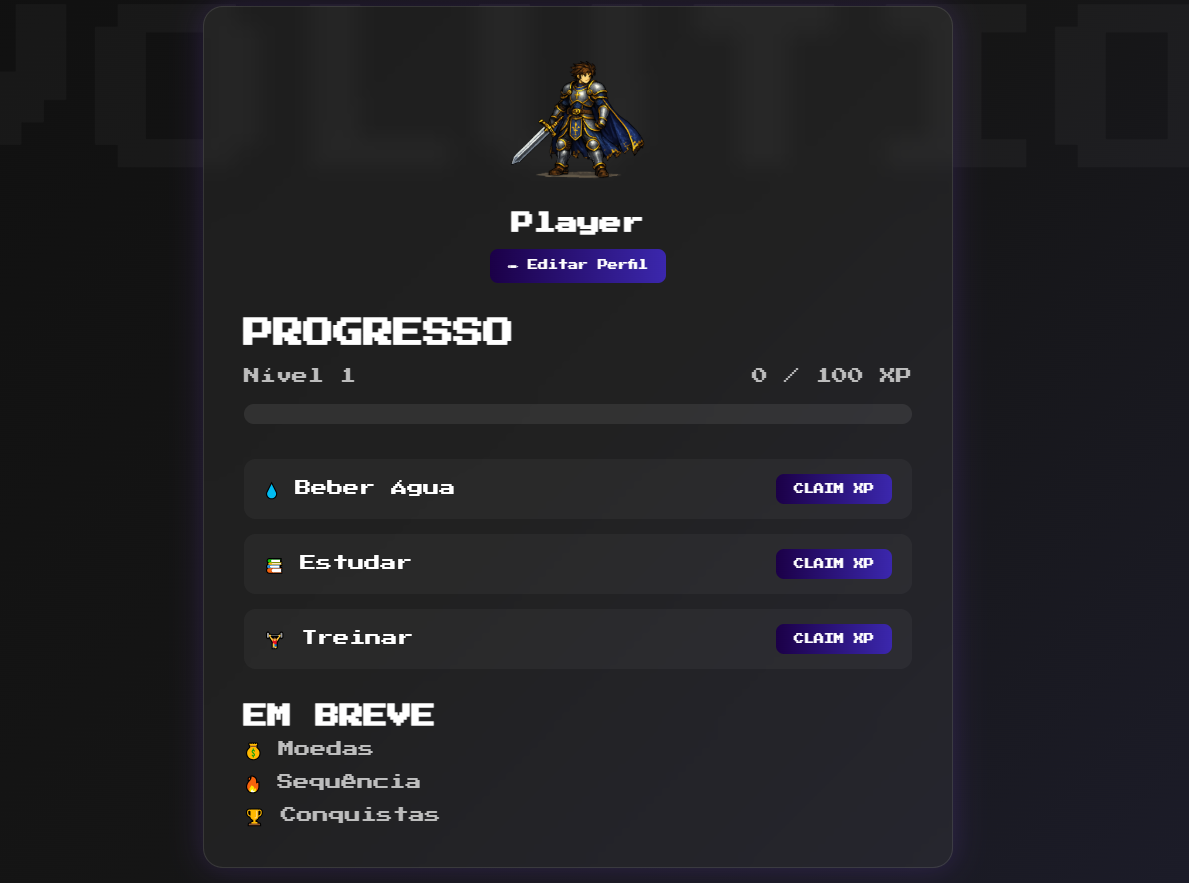 Player
Editar Perfil
PROGRESSO
Nível 1
0 / 100 XP
Beber Água
CLAIM XP
Estudar
CLAIM XP
Treinar
CLAIM XP
EM BREVE
Moedas
Sequência
Conquistas